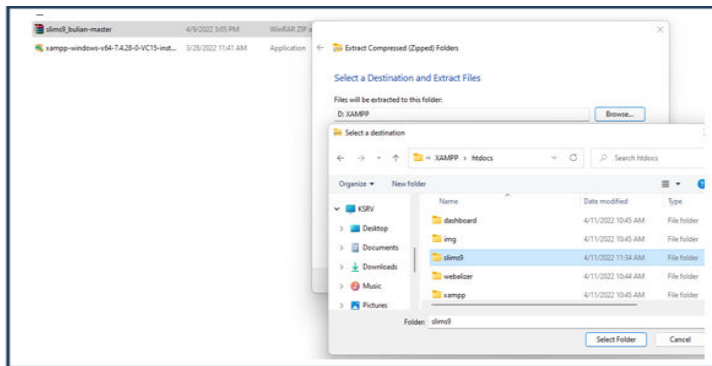 slims9_bulian-master 4/9/2022 3:05 PM WinRAR ZIP a
xampp-windows-x64-7.4.28-0-VC15-inst... 3/28/2022 11:41 AM Application
Extract Compressed (Zipped) Folders
Select a Destination and Extract Files
Files will be extracted to this folder:
D: XAMPP Browse...
Select a destination
XAMPP > htdocs Search htdocs
Organize New folder
Name Date modified Type
KSRV
Desktop
Documents
Downloads
Music
Pictures
dashboard 4/11/2022 10:45 AM File folder
img 4/11/2022 10:45 AM File folder
slims9 4/11/2022 11:34 AM File folder
webalizer 4/11/2022 10:44 AM File folder
xampp 4/11/2022 10:45 AM File folder
Folder: slims9
Select Folder Cancel